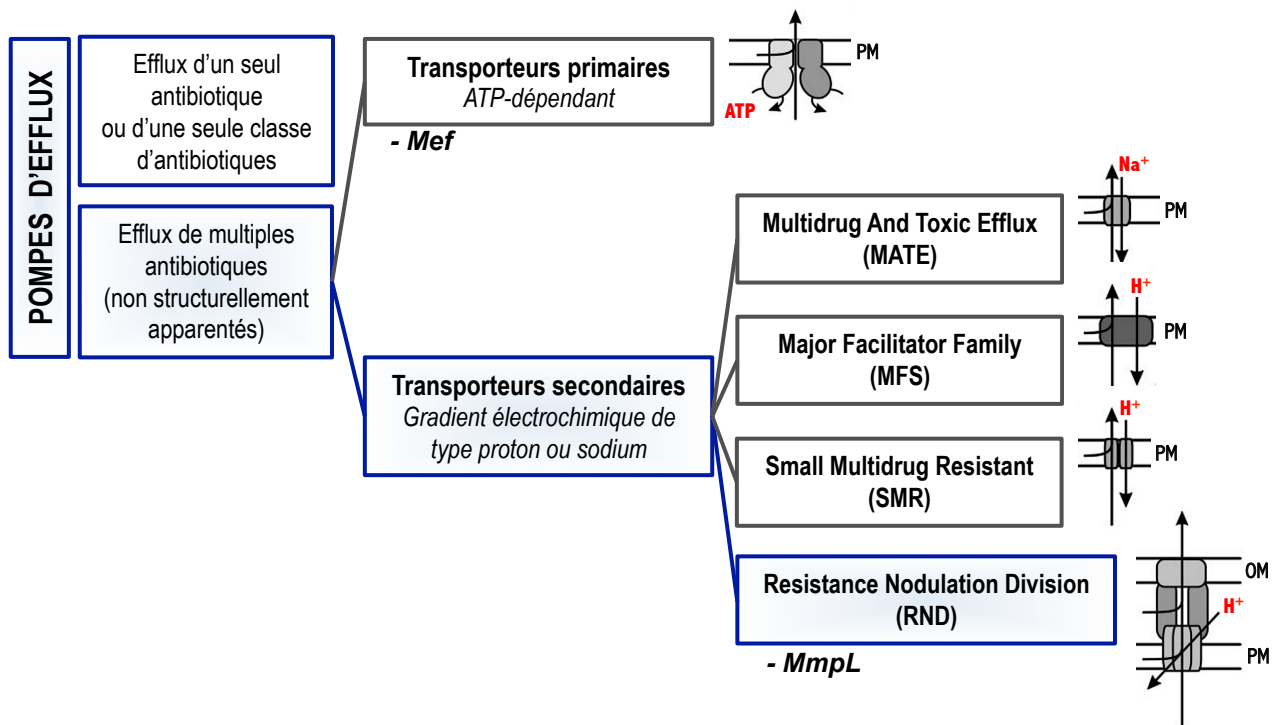 POMPES D'EFFLUX
Efflux d'un seul
antibiotique
ou d'une seule classe
d'antibiotiques
Efflux de multiples
antibiotiques
(non structurellement
apparentés)
Transporteurs primaires
ATP-dépendant
- Mef
ATP
PM
Transporteurs secondaires
Gradient électrochimique de
type proton ou sodium
Multidrug And Toxic Efflux
(MATE)
Na⁺
PM
Major Facilitator Family
(MFS)
H⁺
PM
Small Multidrug Resistant
(SMR)
H⁺
PM
Resistance Nodulation Division
(RND)
- MmpL
OM
H⁺
PM